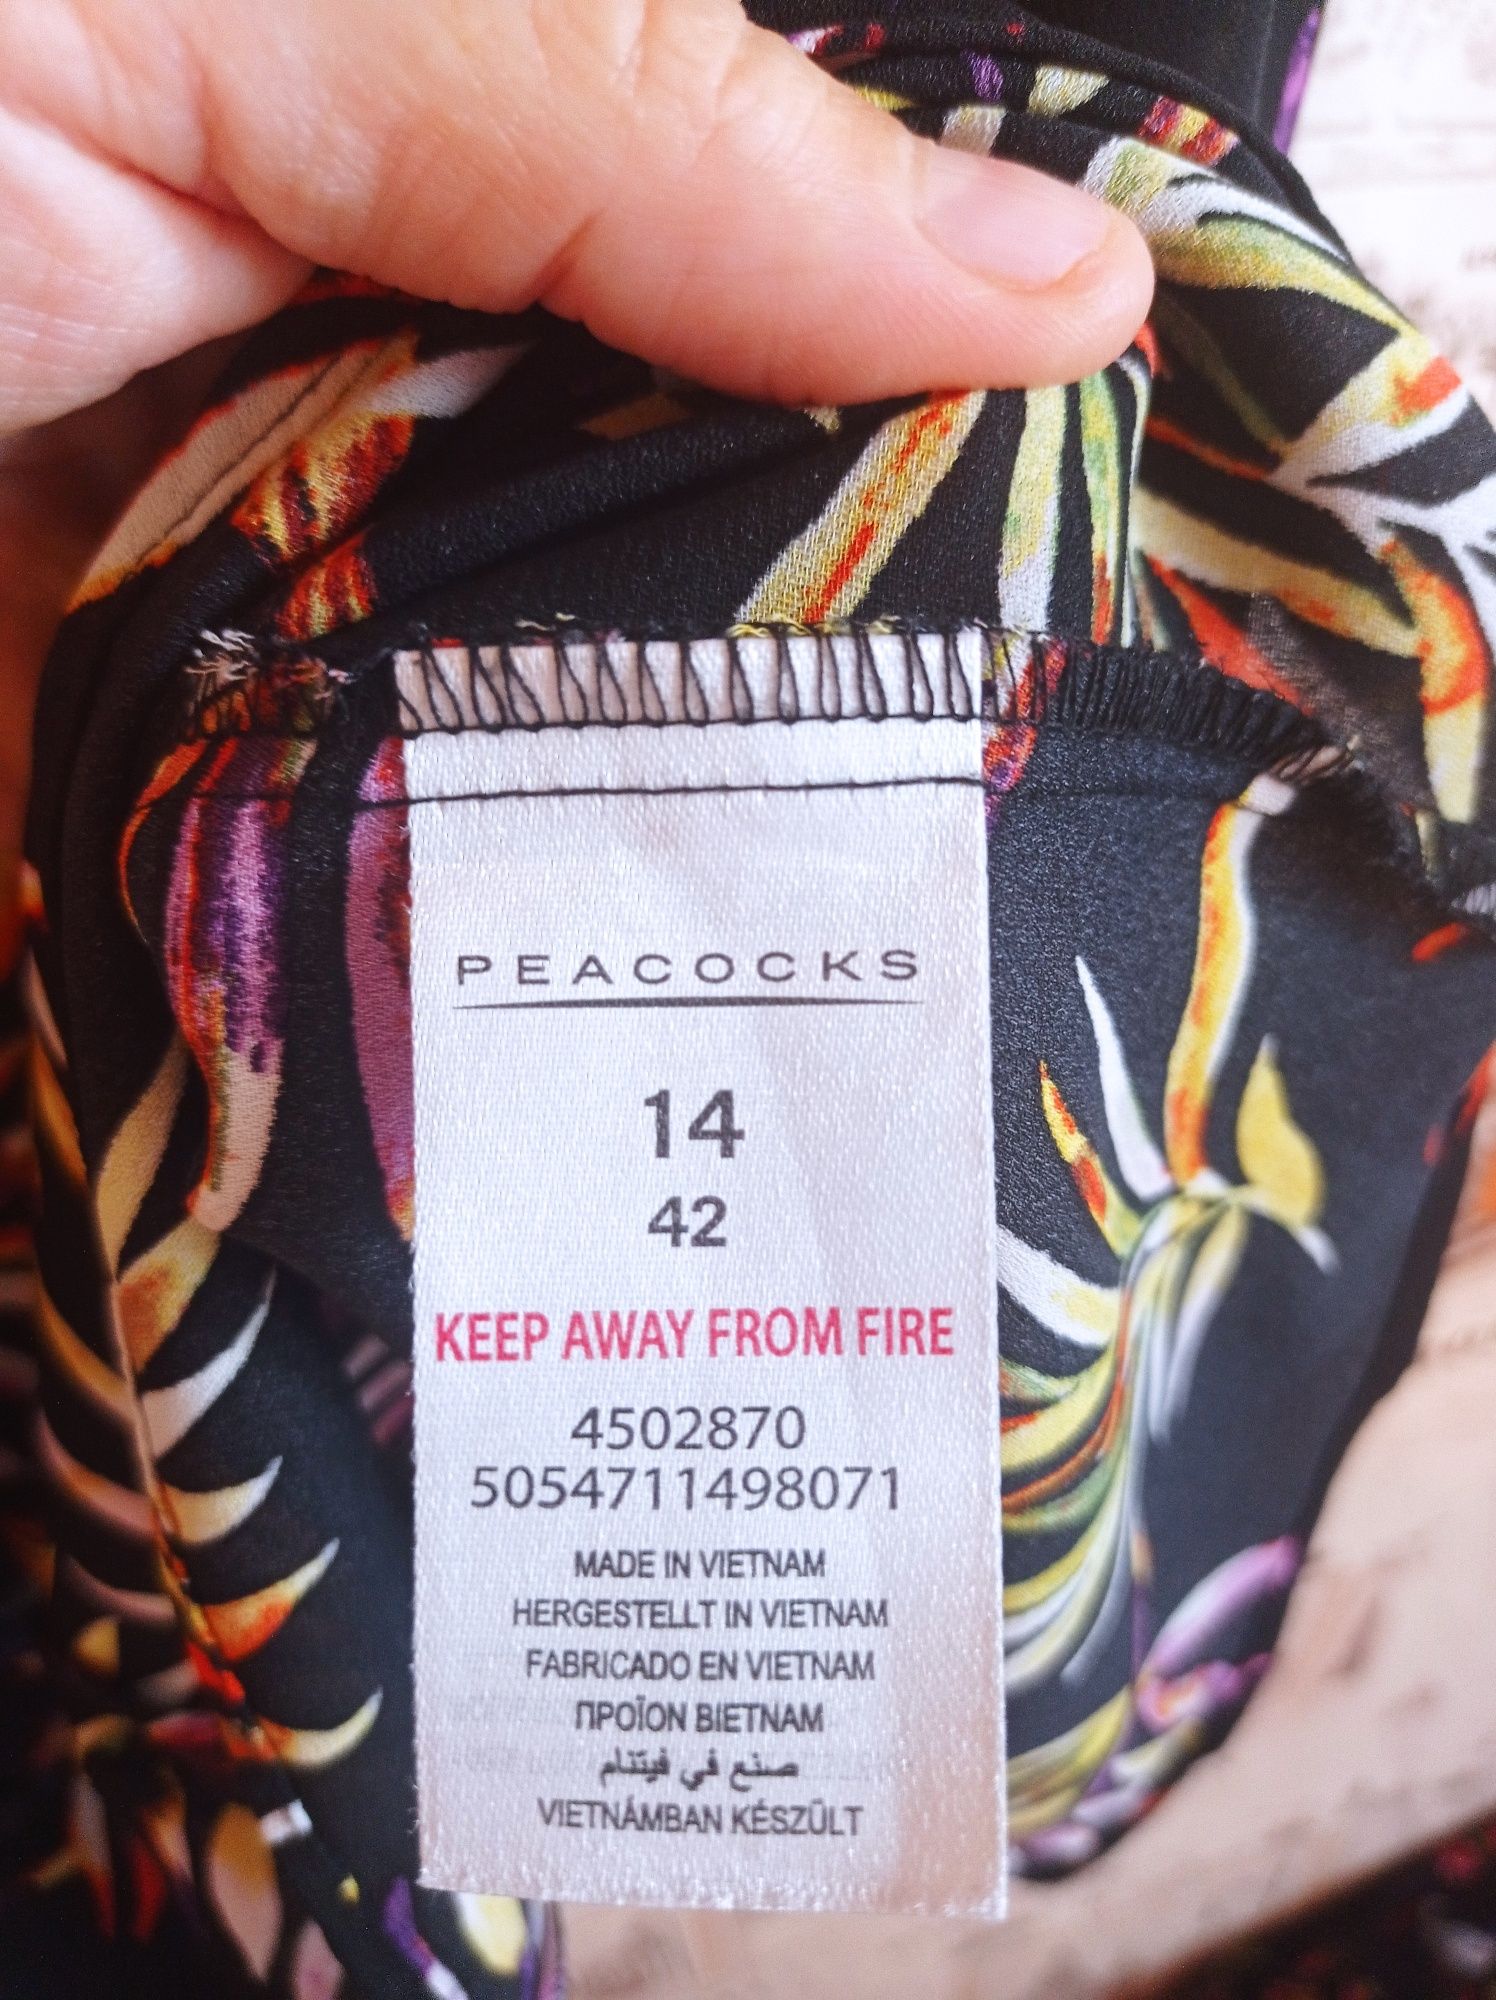 PEACOCKS
14
42
KEEP AWAY FROM FIRE
4502870
5054711498071
MADE IN VIETNAM
HERGESTELLT IN VIETNAM
FABRICADO EN VIETNAM
ΠΡΟΪΟΝ ΒΙΕΤΝΑΜ
صنع في فيتنام
VIETNÁMBAN KÉSZÜLT